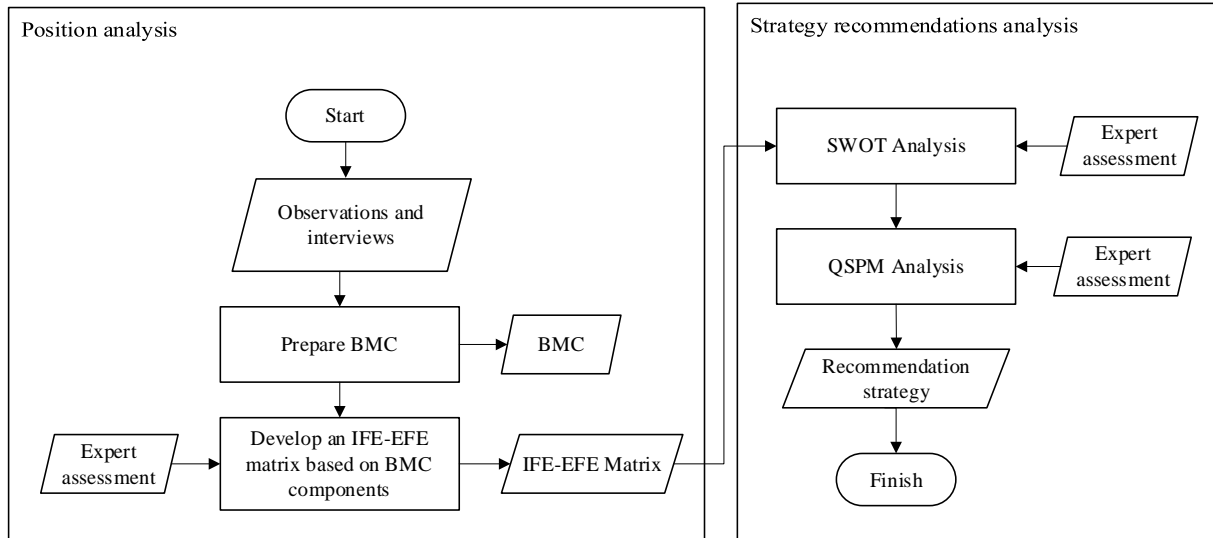 Position analysis
Start
Observations and
interviews
Prepare BMC
BMC
Expert
assessment
Develop an IFE-EFE
matrix based on BMC
components
IFE-EFE Matrix
Strategy recommendations analysis
SWOT Analysis
Expert
assessment
QSPM Analysis
Expert
assessment
Recommendation
strategy
Finish